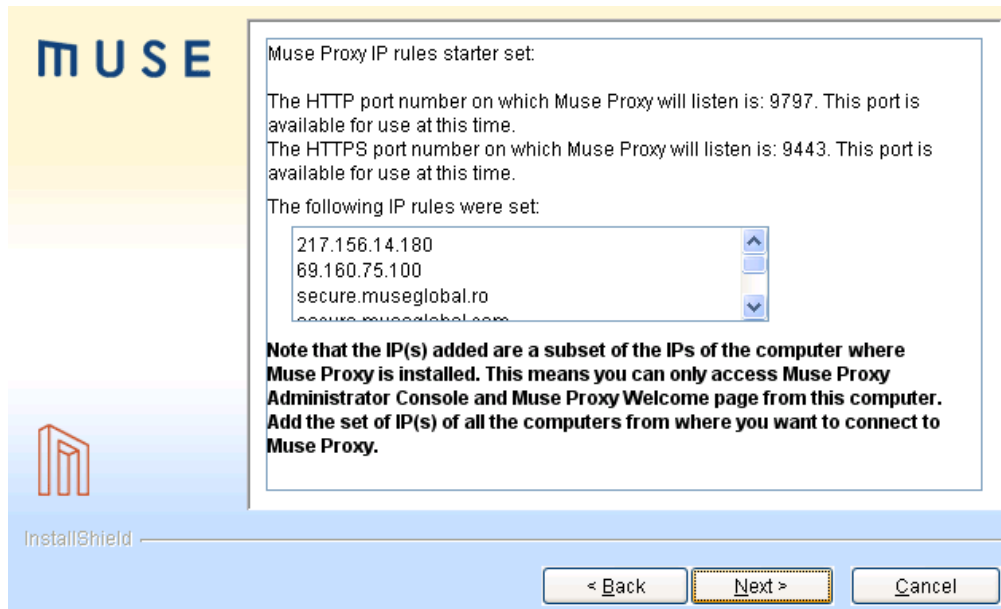 MUSE
Muse Proxy IP rules starter set:
The HTTP port number on which Muse Proxy will listen is: 9797. This port is
available for use at this time.
The HTTPS port number on which Muse Proxy will listen is: 9443. This port is
available for use at this time.
The following IP rules were set:
217.156.14.180
69.160.75.100
secure.museglobal.ro
secure.museglobal.com
Note that the IP(s) added are a subset of the IPs of the computer where
Muse Proxy is installed. This means you can only access Muse Proxy
Administrator Console and Muse Proxy Welcome page from this computer.
Add the set of IP(s) of all the computers from where you want to connect to
Muse Proxy.
InstallShield
< Back
Next >
Cancel